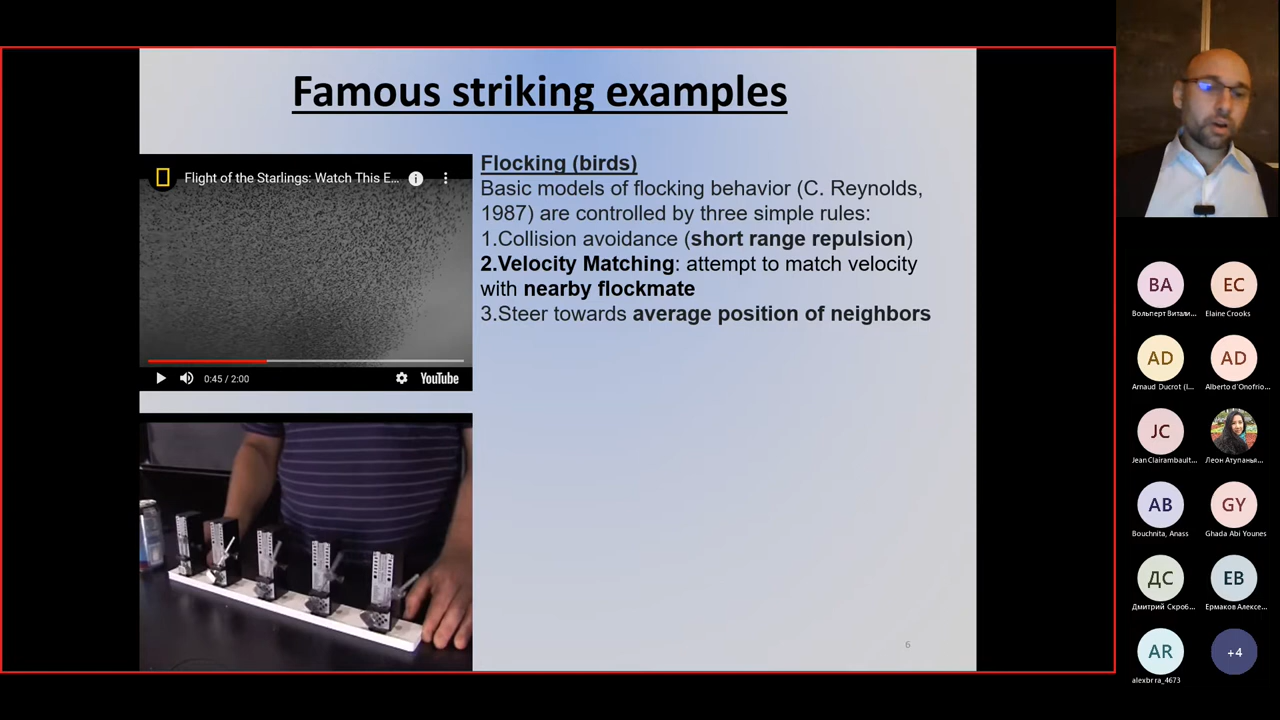 Famous striking examples
Flight of the Starlings: Watch This E...
0:45 / 2:00
YouTube
Flocking (birds)
Basic models of flocking behavior (C. Reynolds,
1987) are controlled by three simple rules:
1.Collision avoidance (short range repulsion)
2.Velocity Matching: attempt to match velocity
with nearby flockmate
3.Steer towards average position of neighbors
6
BA
EC
Вольперт Витали...
Elaine Crooks
AD
AD
Arnaud Ducrot (I...
Alberto d'Onofrio...
JC
Jean Clairambault...
Леон Атупанья...
AB
GY
Bouchnita, Anass
Ghada Abi Younes
ДС
ЕВ
Дмитрий Скроб...
Ермаков Алексе...
AR
+4
alexbr ra_4673